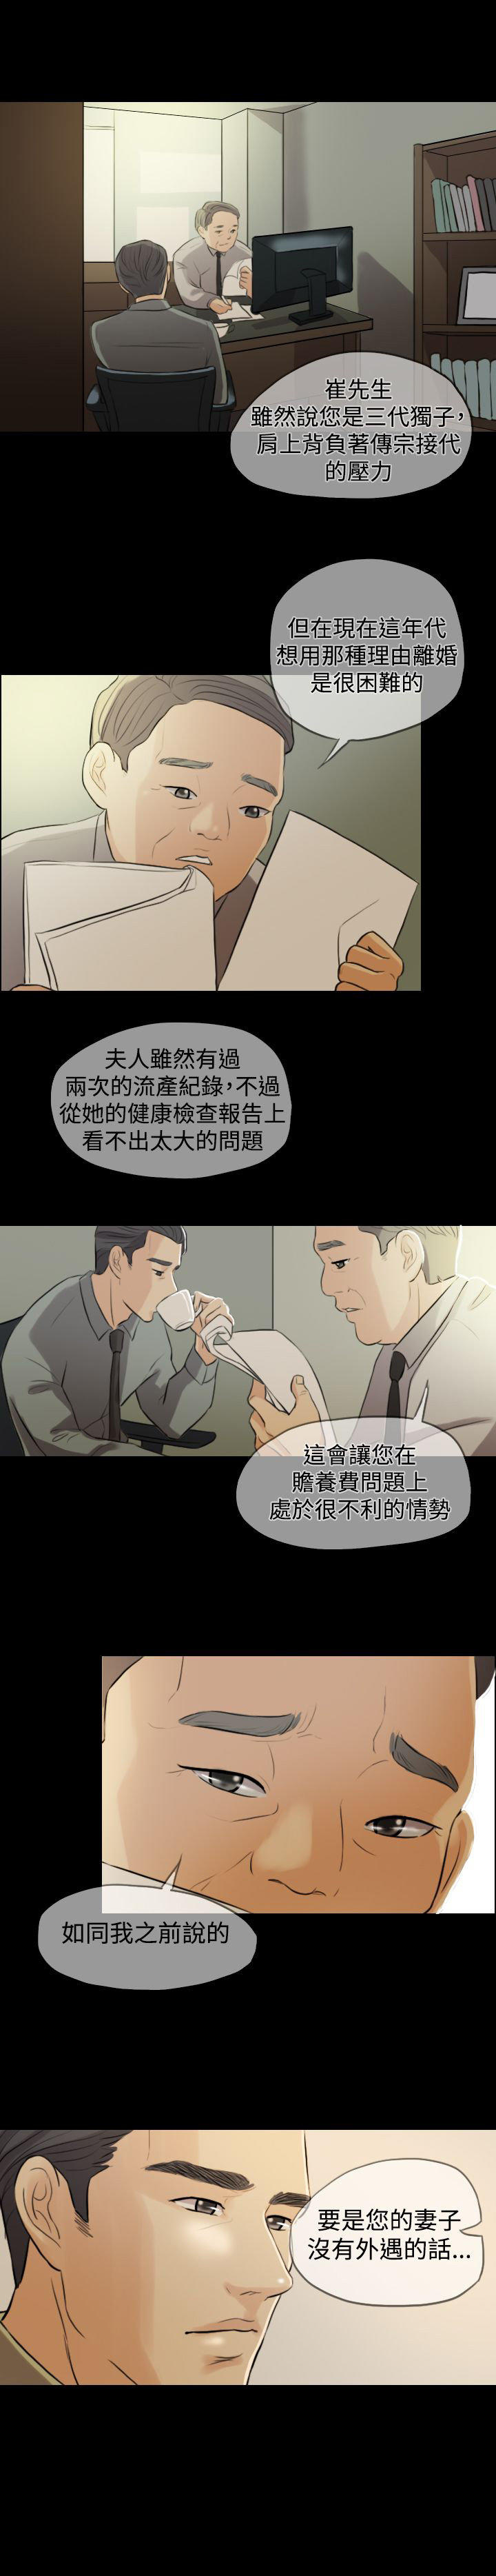 崔先生
雖然說您是三代獨子，
肩上背負著傳宗接代
的壓力
但在現在這年代
想用那種理由離婚
是很困難的
夫人雖然有過
兩次的流產紀錄，不過
從她的健康檢查報告上
看不出太大的問題
這會讓您在
贍養費問題上
處於很不利的情勢
如同我之前說的
要是您的妻子
沒有外遇的話...